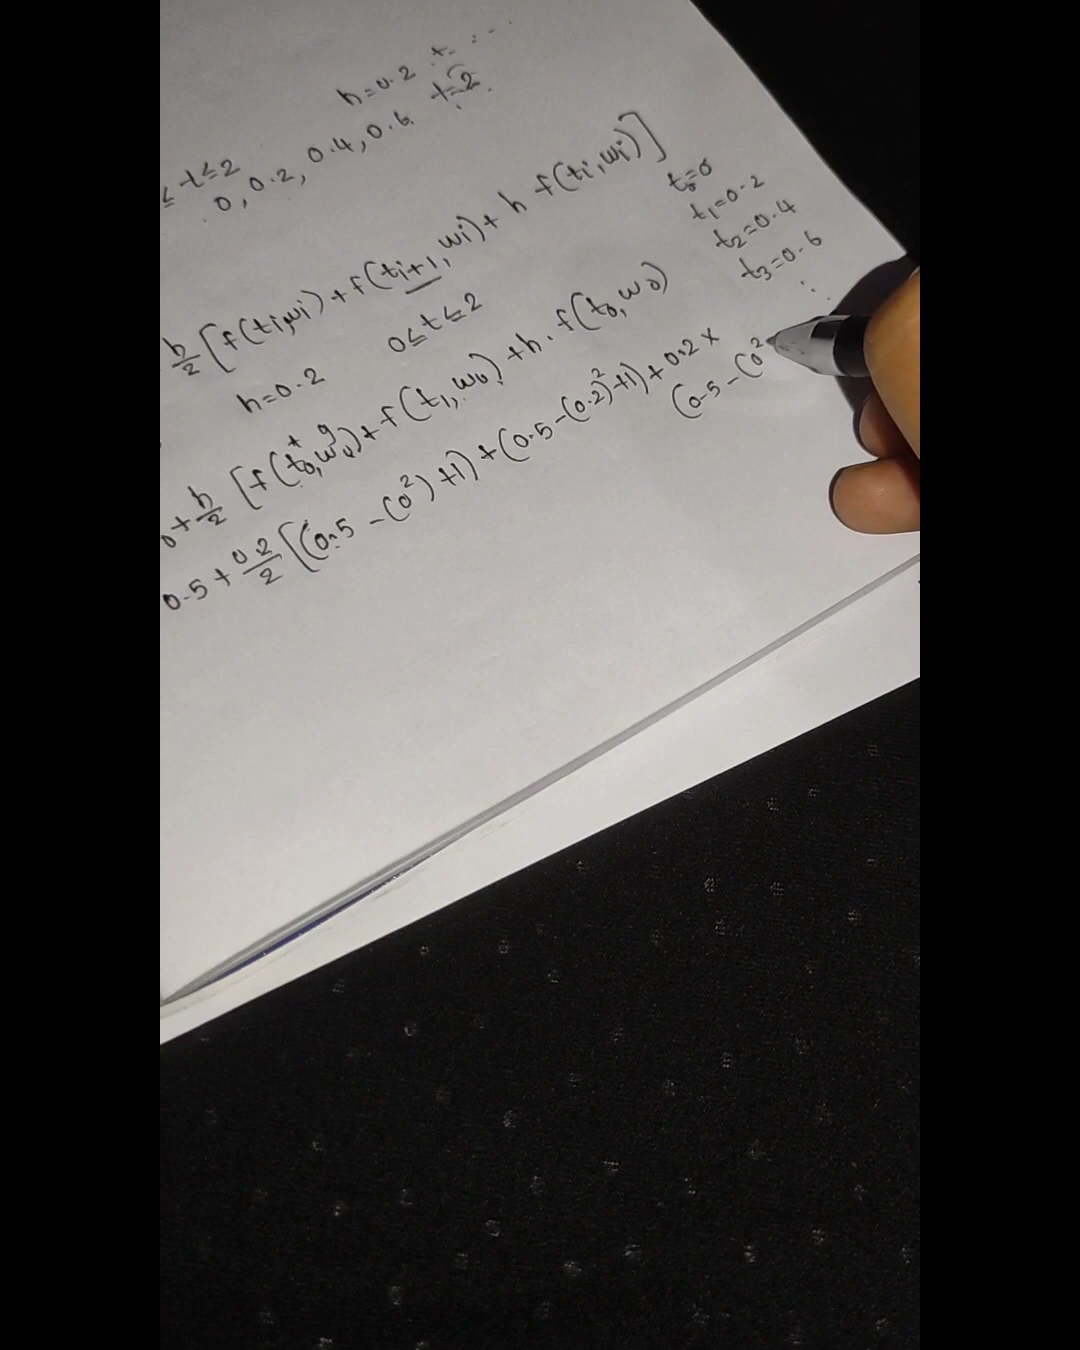 h=0.2
≤ t ≤ 2
0, 0.2, 0.4, 0.6 t=2
h/2 [f(ti,wi) + f(ti+1, wi) + h f(ti, wi)]
t0=0
t1=0.2
t2=0.4
t3=0.6
h=0.2 0≤t≤2
+ h/2 [f(t0,w0) + f(t1, w0) + h. f(t0, w0)
t y
0.5 + 0.2/2 [(0.5 - (0²) +1) + (0.5 - (0.2)² +1) + 0.2 ×
(0.5 - (0²